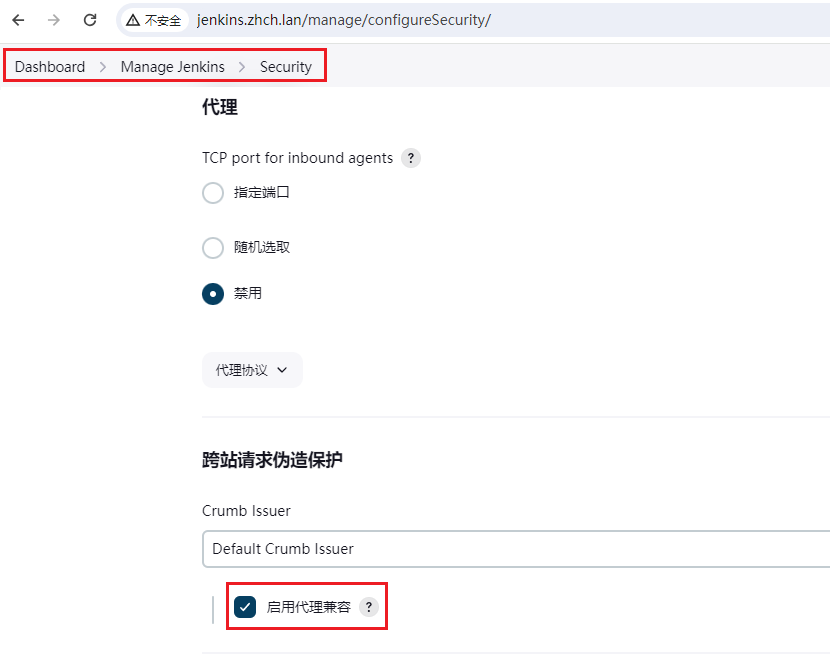 不安全 jenkins.zhch.lan/manage/configureSecurity/
Dashboard > Manage Jenkins > Security
代理
TCP port for inbound agents ?
指定端口
随机选取
禁用
代理协议
跨站请求伪造保护
Crumb Issuer
Default Crumb Issuer
启用代理兼容 ?